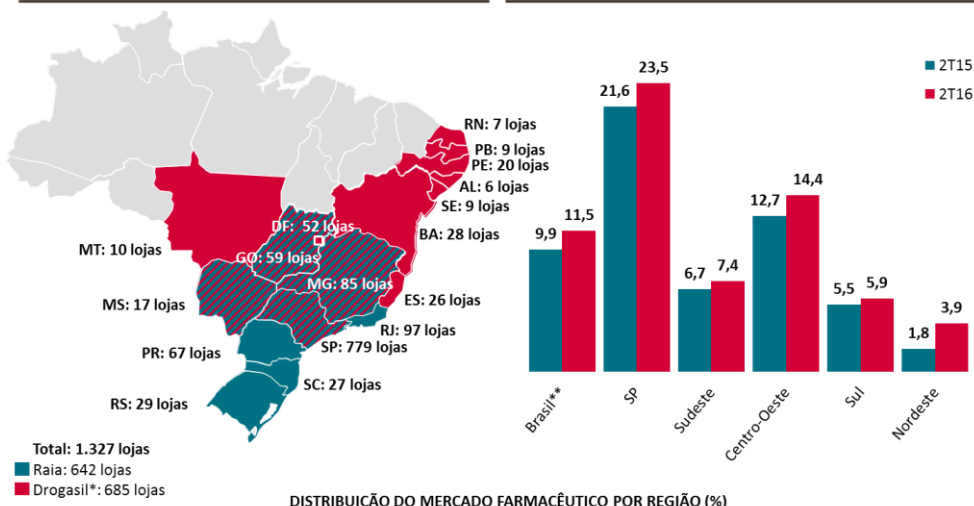 RN: 7 lojas
PB: 9 lojas
PE: 20 lojas
AL: 6 lojas
SE: 9 lojas
BA: 28 lojas
DF: 52 lojas
MT: 10 lojas
GO: 59 lojas
MG: 85 lojas
MS: 17 lojas
ES: 26 lojas
RJ: 97 lojas
SP: 779 lojas
PR: 67 lojas
SC: 27 lojas
RS: 29 lojas
Total: 1.327 lojas
Raia: 642 lojas
Drogasil*: 685 lojas
2T15
2T16
9,9
11,5
21,6
23,5
6,7
7,4
12,7
14,4
5,5
5,9
1,8
3,9
Brasil**
SP
Sudeste
Centro-Oeste
Sul
Nordeste
DISTRIBUIÇÃO DO MERCADO FARMACÊUTICO POR REGIÃO (%)